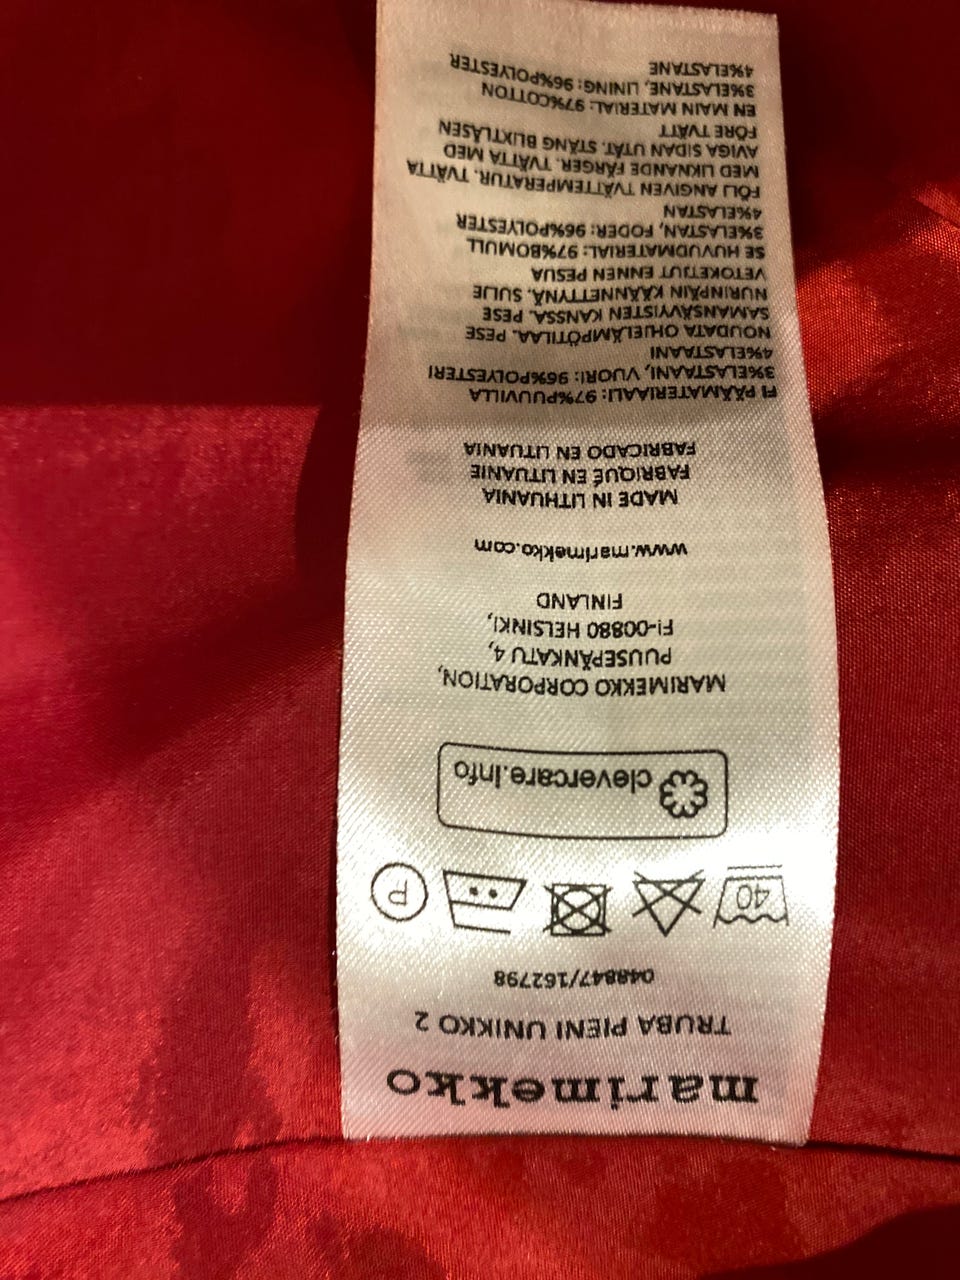 marimekko
TRUBA PIENI UNIKKO 2
048847/162798
40
P
clevercare.info
MARIMEKKO CORPORATION,
PUUSEPÄNKATU 4,
FI-00880 HELSINKI,
FINLAND
www.marimekko.com
MADE IN LITHUANIA
FABRIQUÉ EN LITUANIE
FABRICADO EN LITUANIA
FI PÄÄMATERIAALI: 97%PUUVILLA
3%ELASTAANI, VUORI: 96%POLYESTERI
4%ELASTAANI
NOUDATA OHJELÄMPÖTILAA. PESE
SAMANSÄVYISTEN KANSSA. PESE
NURINPÄIN KÄÄNNETTYNÄ. SULJE
VETOKETJUT ENNEN PESUA
SE HUVUDMATERIAL: 97%BOMULL
3%ELASTAN, FODER: 96%POLYESTER
4%ELASTAN
FÖLJ ANGIVEN TVÄTTEMPERATUR. TVÄTTA
MED LIKNANDE FÄRGER. TVÄTTA MED
AVIGA SIDAN UTÅT. STÄNG BLIXTLÅSEN
FÖRE TVÄTT
EN MAIN MATERIAL: 97%COTTON
3%ELASTANE, LINING: 96%POLYESTER
4%ELASTANE